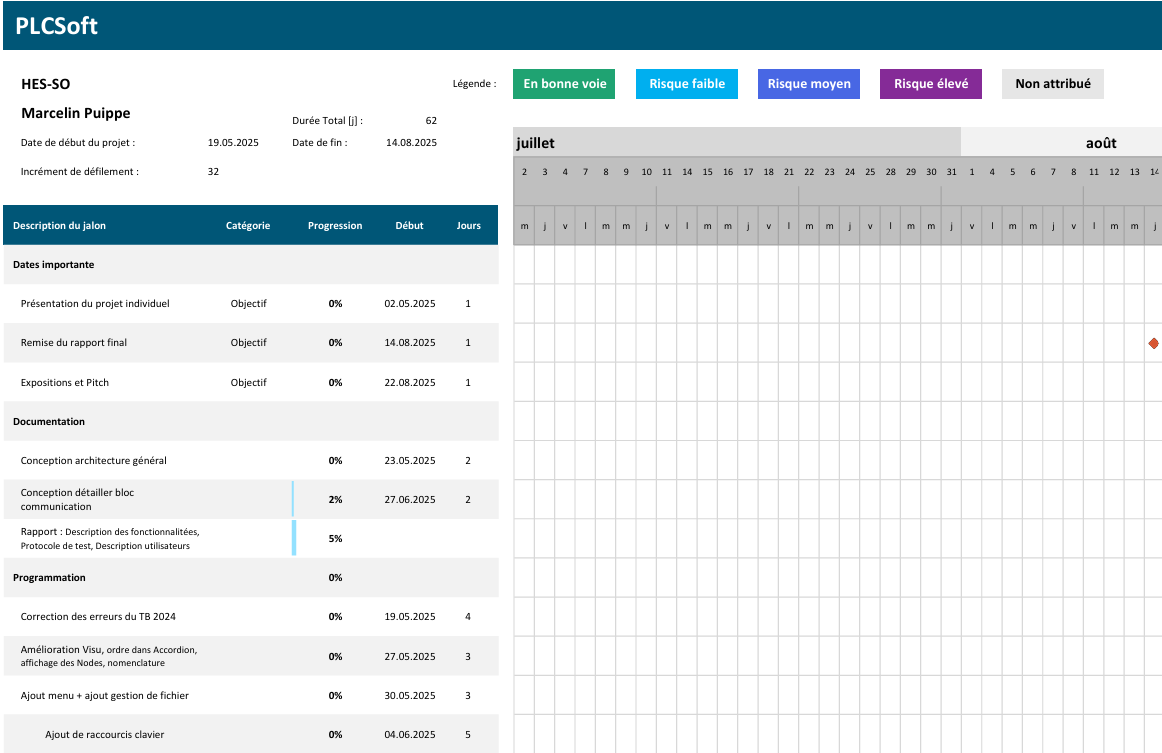 PLCSoft
HES-SO
Légende :
En bonne voie
Risque faible
Risque moyen
Risque élevé
Non attribué
Marcelin Puippe
Durée Total [j] : 62
Date de début du projet : 19.05.2025 Date de fin : 14.08.2025
Incrément de défilement : 32
juillet août
2 3 4 7 8 9 10 11 14 15 16 17 18 21 22 23 24 25 28 29 30 31 1 4 5 6 7 8 11 12 13 14
Description du jalon Catégorie Progression Début Jours
m j v l m m j v l m m j v l m m j v l m m j v l m m j v l m m j
Dates importante
Présentation du projet individuel Objectif 0% 02.05.2025 1
Remise du rapport final Objectif 0% 14.08.2025 1
Expositions et Pitch Objectif 0% 22.08.2025 1
Documentation
Conception architecture général 0% 23.05.2025 2
Conception détailler bloc
communication 2% 27.06.2025 2
Rapport : Description des fonctionnalitées,
Protocole de test, Description utilisateurs 5%
Programmation 0%
Correction des erreurs du TB 2024 0% 19.05.2025 4
Amélioration Visu, ordre dans Accordion,
affichage des Nodes, nomenclature 0% 27.05.2025 3
Ajout menu + ajout gestion de fichier 0% 30.05.2025 3
Ajout de raccourcis clavier 0% 04.06.2025 5